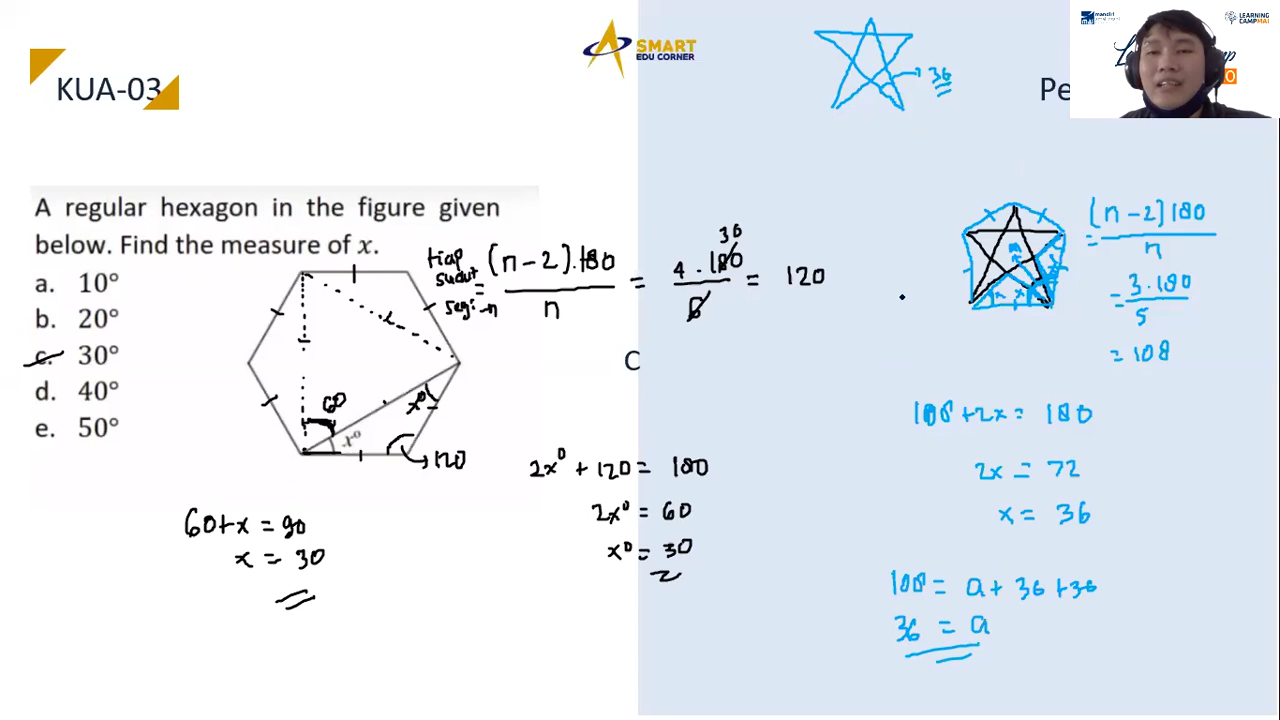 SMART
EDU CORNER
KUA-03
Pe
36
A regular hexagon in the figure given
below. Find the measure of x.
a. 10°
b. 20°
c. 30°
d. 40°
e. 50°
60
x°
x°
120
tiap
sudut
segi-n
= (n-2).180
n
= 4.180
6
30
= 120
C
2x° + 120 = 180
2x° = 60
x° = 30
60+x = 90
x = 30
= (n-2)180
n
= 3.180
5
= 108
108 + 2x = 180
2x = 72
x = 36
108 = a + 36 + 36
36 = a